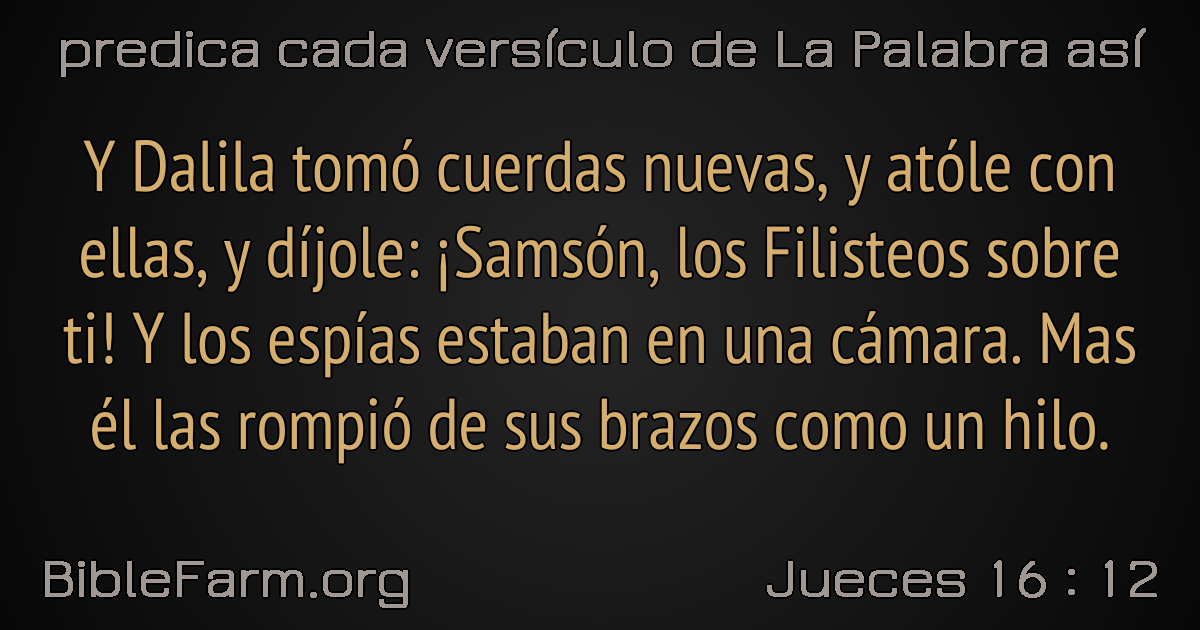 predica cada versículo de La Palabra así
Y Dalila tomó cuerdas nuevas, y atóle con
ellas, y díjole: ¡Samsón, los Filisteos sobre
ti! Y los espías estaban en una cámara. Mas
él las rompió de sus brazos como un hilo.
BibleFarm.org
Jueces 16 : 12